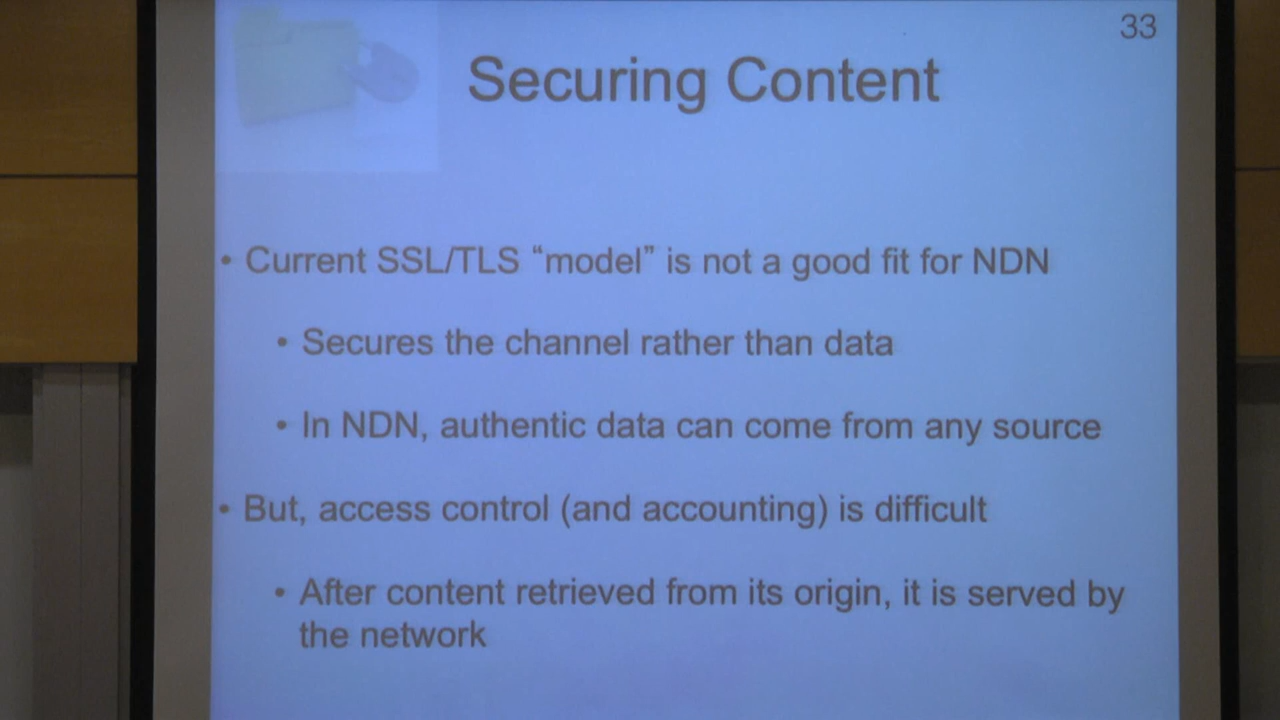 33
Securing Content
• Current SSL/TLS “model” is not a good fit for NDN
• Secures the channel rather than data
• In NDN, authentic data can come from any source
• But, access control (and accounting) is difficult
• After content retrieved from its origin, it is served by
the network